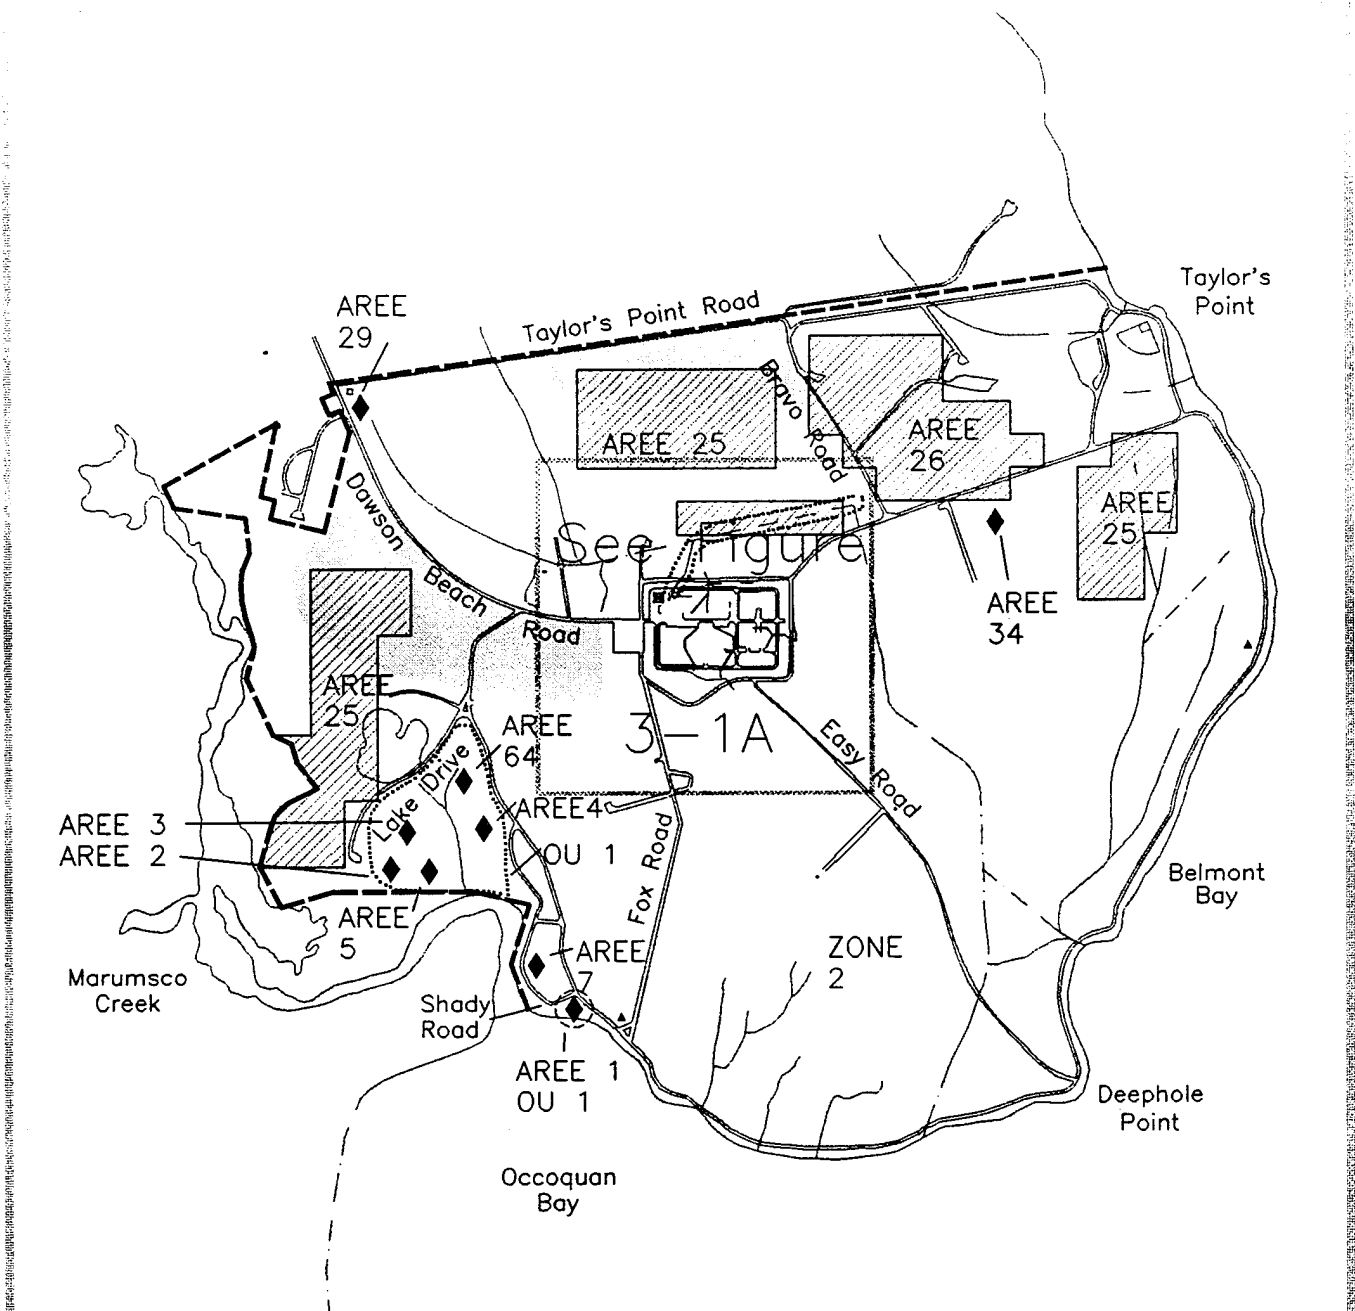 Taylor's
Point
AREE
29
Taylor's Point Road
Bravo Road
AREE 25
AREE
26
AREE
25
Dawson
Beach
Road
See Figure
3-1A
AREE
34
AREE
25
AREE
64
Lake Drive
Easy Road
AREE4
AREE 3
AREE 2
OU 1
Fox Road
Belmont
Bay
AREE
5
AREE
7
ZONE
2
Marumsco
Creek
Shady
Road
AREE 1
OU 1
Deephole
Point
Occoquan
Bay